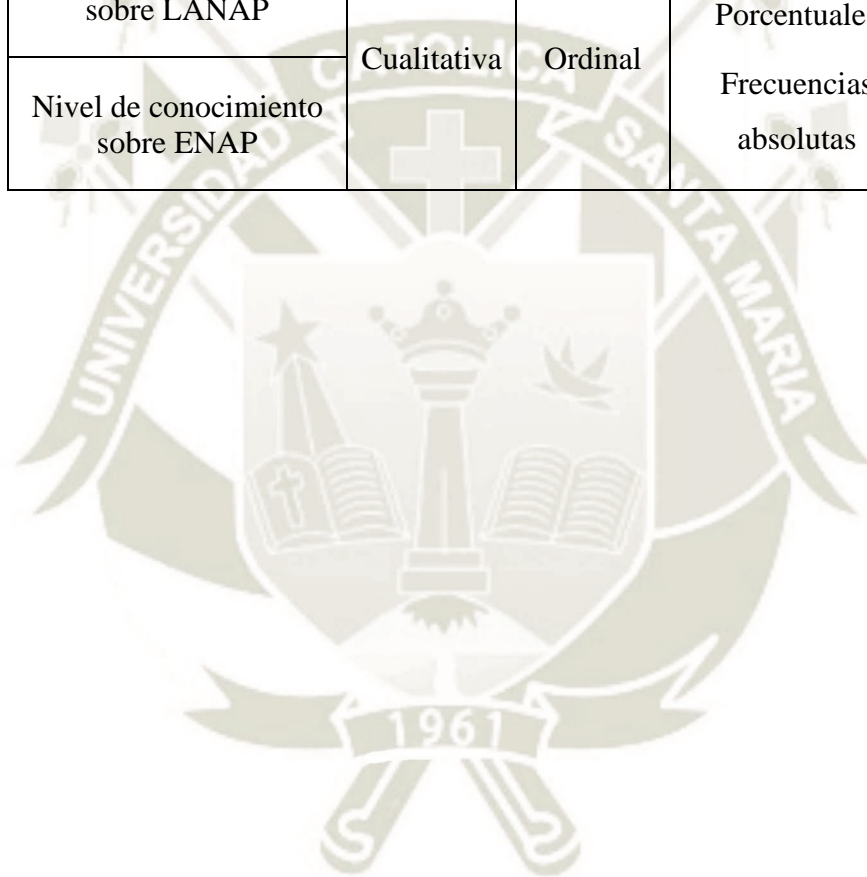 sobre LANAP
Nivel de conocimiento
sobre ENAP
Cualitativa
Ordinal
Porcentuale
Frecuencias
absolutas
UNIVERSIDAD CATOLICA SANTA MARIA
1961